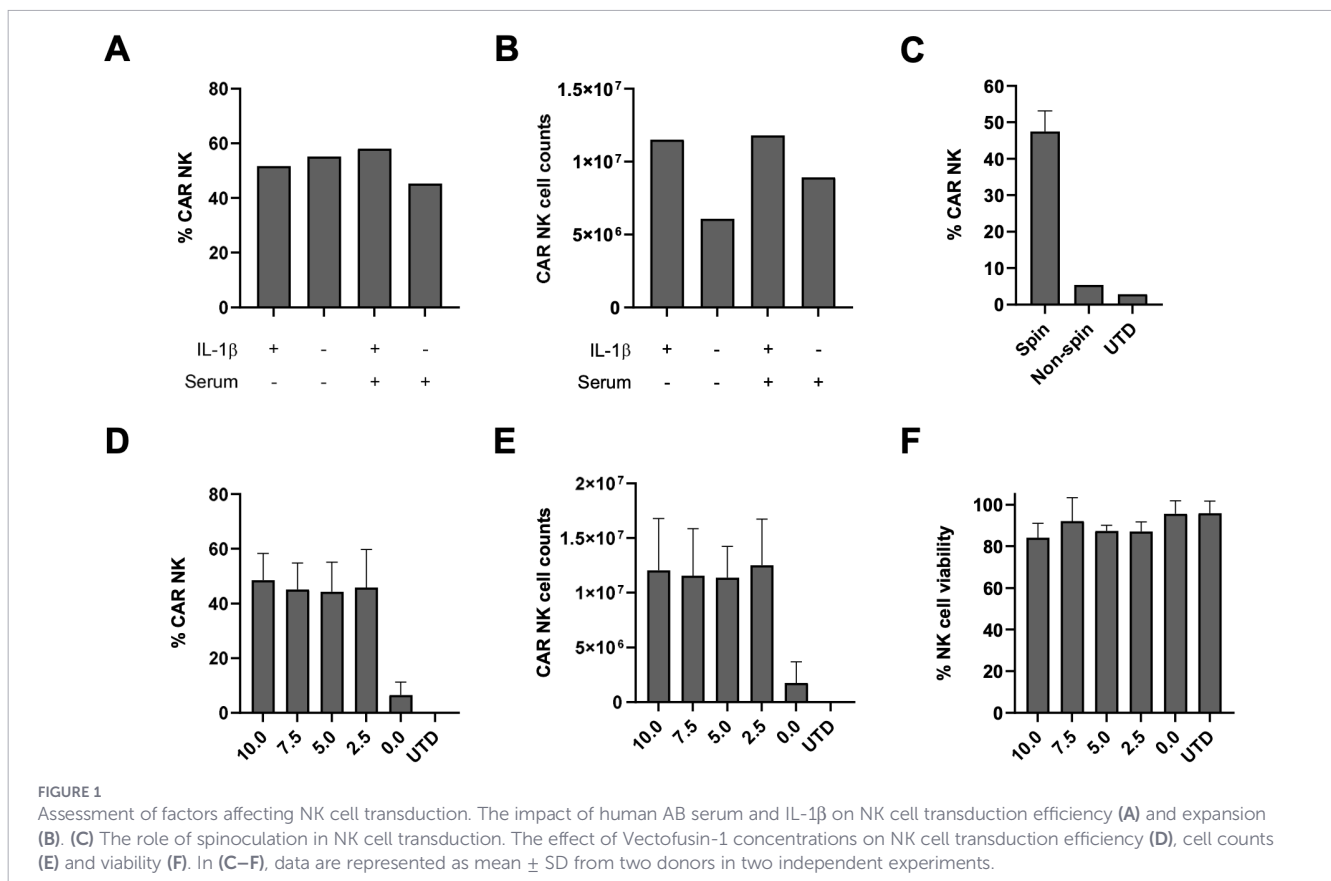 A
80
60
40
20
0
% CAR NK
IL-1β + - + -
Serum - - + +
B
1.5×10⁷
1×10⁷
5×10⁶
0
CAR NK cell counts
IL-1β + - + -
Serum - - + +
C
60
50
40
30
20
10
0
% CAR NK
Spin Non-spin UTD
D
80
60
40
20
0
% CAR NK
10.0 7.5 5.0 2.5 0.0 UTD
E
2×10⁷
1.5×10⁷
1×10⁷
5×10⁶
0
CAR NK cell counts
10.0 7.5 5.0 2.5 0.0 UTD
F
100
80
60
40
20
0
% NK cell viability
10.0 7.5 5.0 2.5 0.0 UTD
FIGURE 1
Assessment of factors affecting NK cell transduction. The impact of human AB serum and IL-1β on NK cell transduction efficiency (A) and expansion
(B). (C) The role of spinoculation in NK cell transduction. The effect of Vectofusin-1 concentrations on NK cell transduction efficiency (D), cell counts
(E) and viability (F). In (C–F), data are represented as mean ± SD from two donors in two independent experiments.